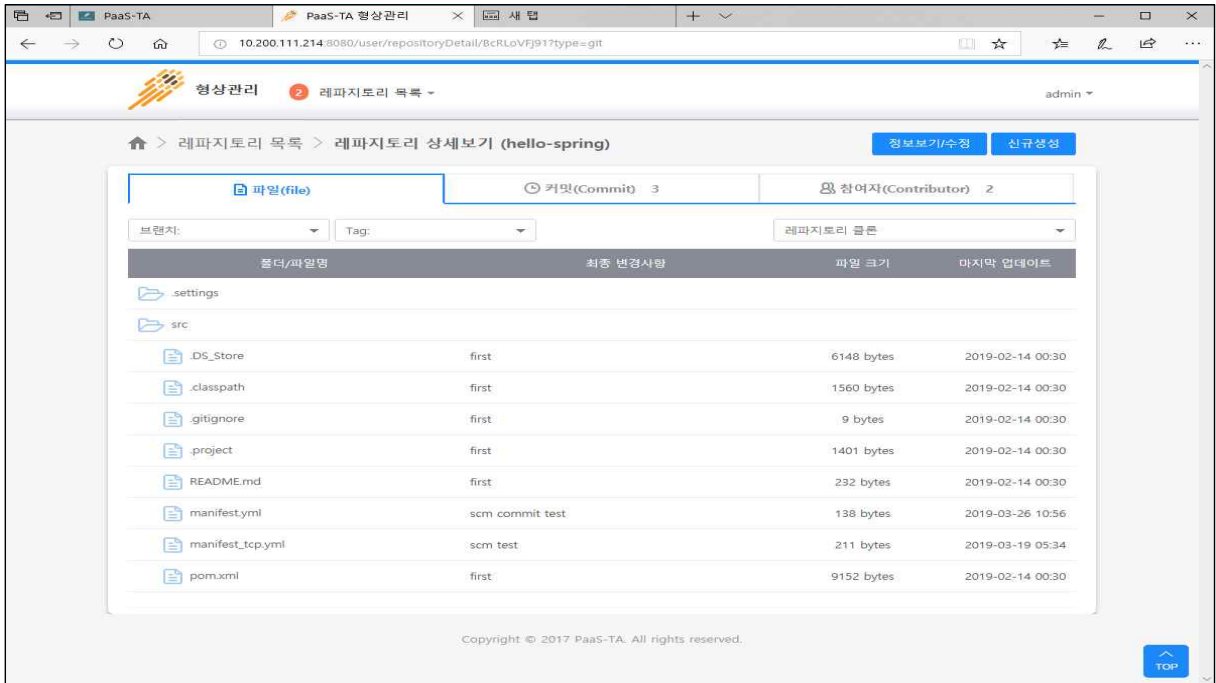 PaaS-TA
PaaS-TA 형상관리
새 탭
10.200.111.214:8080/user/repositoryDetail/BcRLoVFj91?type=git
형상관리
2 레파지토리 목록
admin
레파지토리 목록 > 레파지토리 상세보기 (hello-spring)
정보보기/수정 신규생성
파일(file) 커밋(Commit) 3 참여자(Contributor) 2
브랜치: Tag: 레파지토리 클론
폴더/파일명 최종 변경사항 파일 크기 마지막 업데이트
.settings
src
.DS_Store first 6148 bytes 2019-02-14 00:30
.classpath first 1560 bytes 2019-02-14 00:30
.gitignore first 9 bytes 2019-02-14 00:30
.project first 1401 bytes 2019-02-14 00:30
README.md first 232 bytes 2019-02-14 00:30
manifest.yml scm commit test 138 bytes 2019-03-26 10:56
manifest_tcp.yml scm test 211 bytes 2019-03-19 05:34
pom.xml first 9152 bytes 2019-02-14 00:30
Copyright © 2017 PaaS-TA. All rights reserved.
TOP